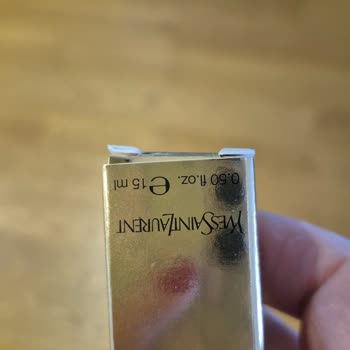 YVESSAINTLAURENT
0.50 fl.oz. ℮ 15 ml